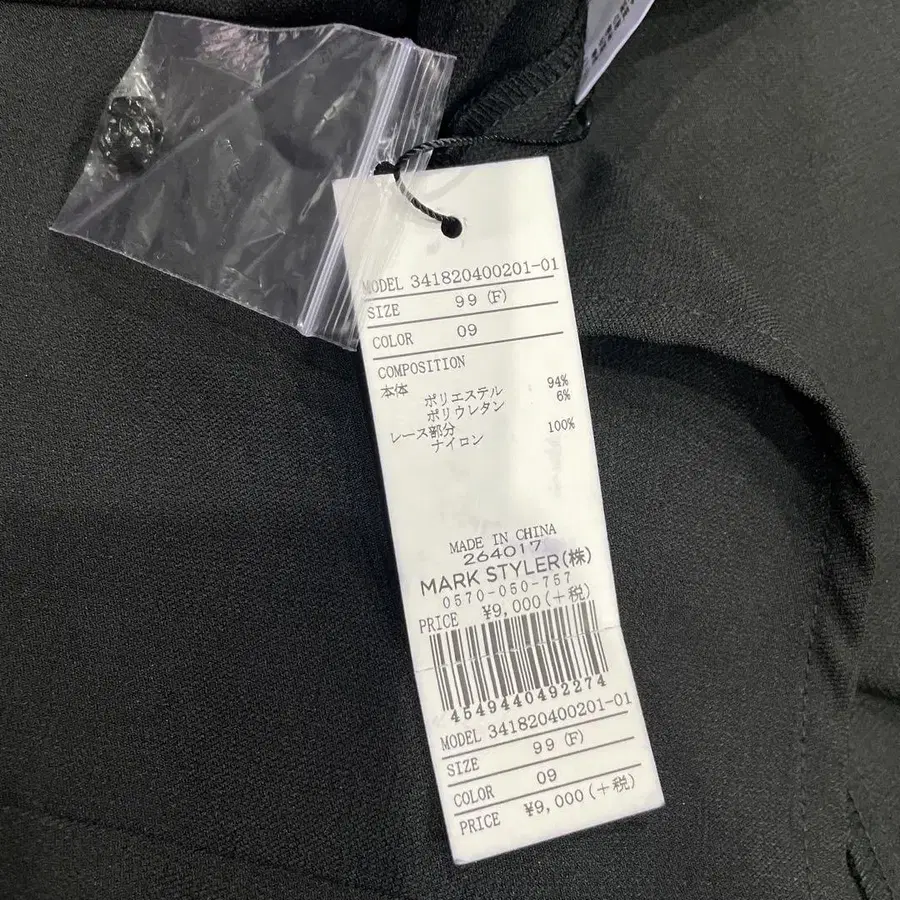 MODEL 341820400201-01
SIZE 99 (F)
COLOR 09
COMPOSITION
本体
ポリエステル 94%
ポリウレタン 6%
レース部分
ナイロン 100%
MADE IN CHINA
264017
MARK STYLER(株)
0570-050-757
PRICE ¥9,000(+税)
4549440492274
MODEL 341820400201-01
SIZE 99 (F)
COLOR 09
PRICE ¥9,000(+税)